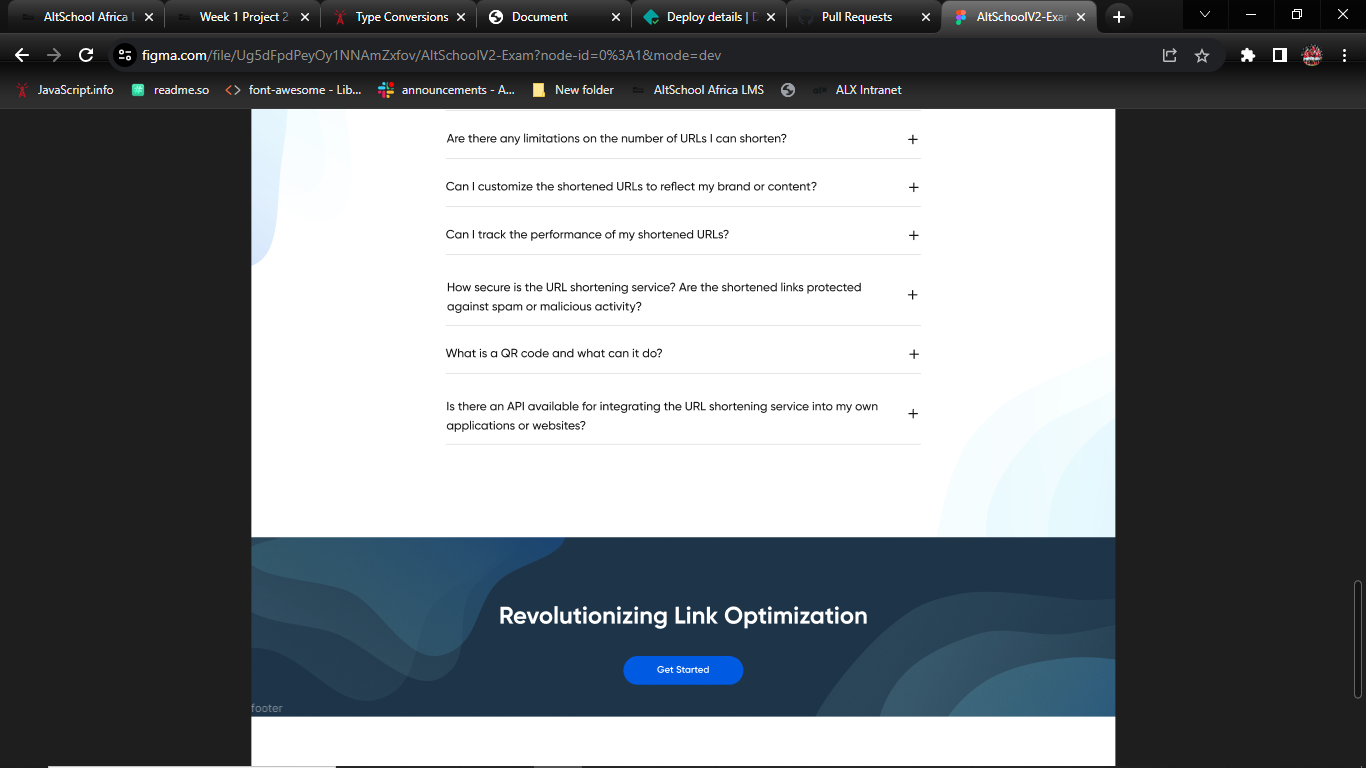 AltSchool Africa L
Week 1 Project 2
Type Conversions
Document
Deploy details | D
Pull Requests
AltSchoolV2-Exam
figma.com/file/Ug5dFpdPeyOy1NNAmZxfov/AltSchoolV2-Exam?node-id=0%3A1&mode=dev
JavaScript.info
readme.so
font-awesome - Lib...
announcements - A...
New folder
AltSchool Africa LMS
ALX Intranet
Are there any limitations on the number of URLs I can shorten?
Can I customize the shortened URLs to reflect my brand or content?
Can I track the performance of my shortened URLs?
How secure is the URL shortening service? Are the shortened links protected
against spam or malicious activity?
What is a QR code and what can it do?
Is there an API available for integrating the URL shortening service into my own
applications or websites?
Revolutionizing Link Optimization
Get Started
footer